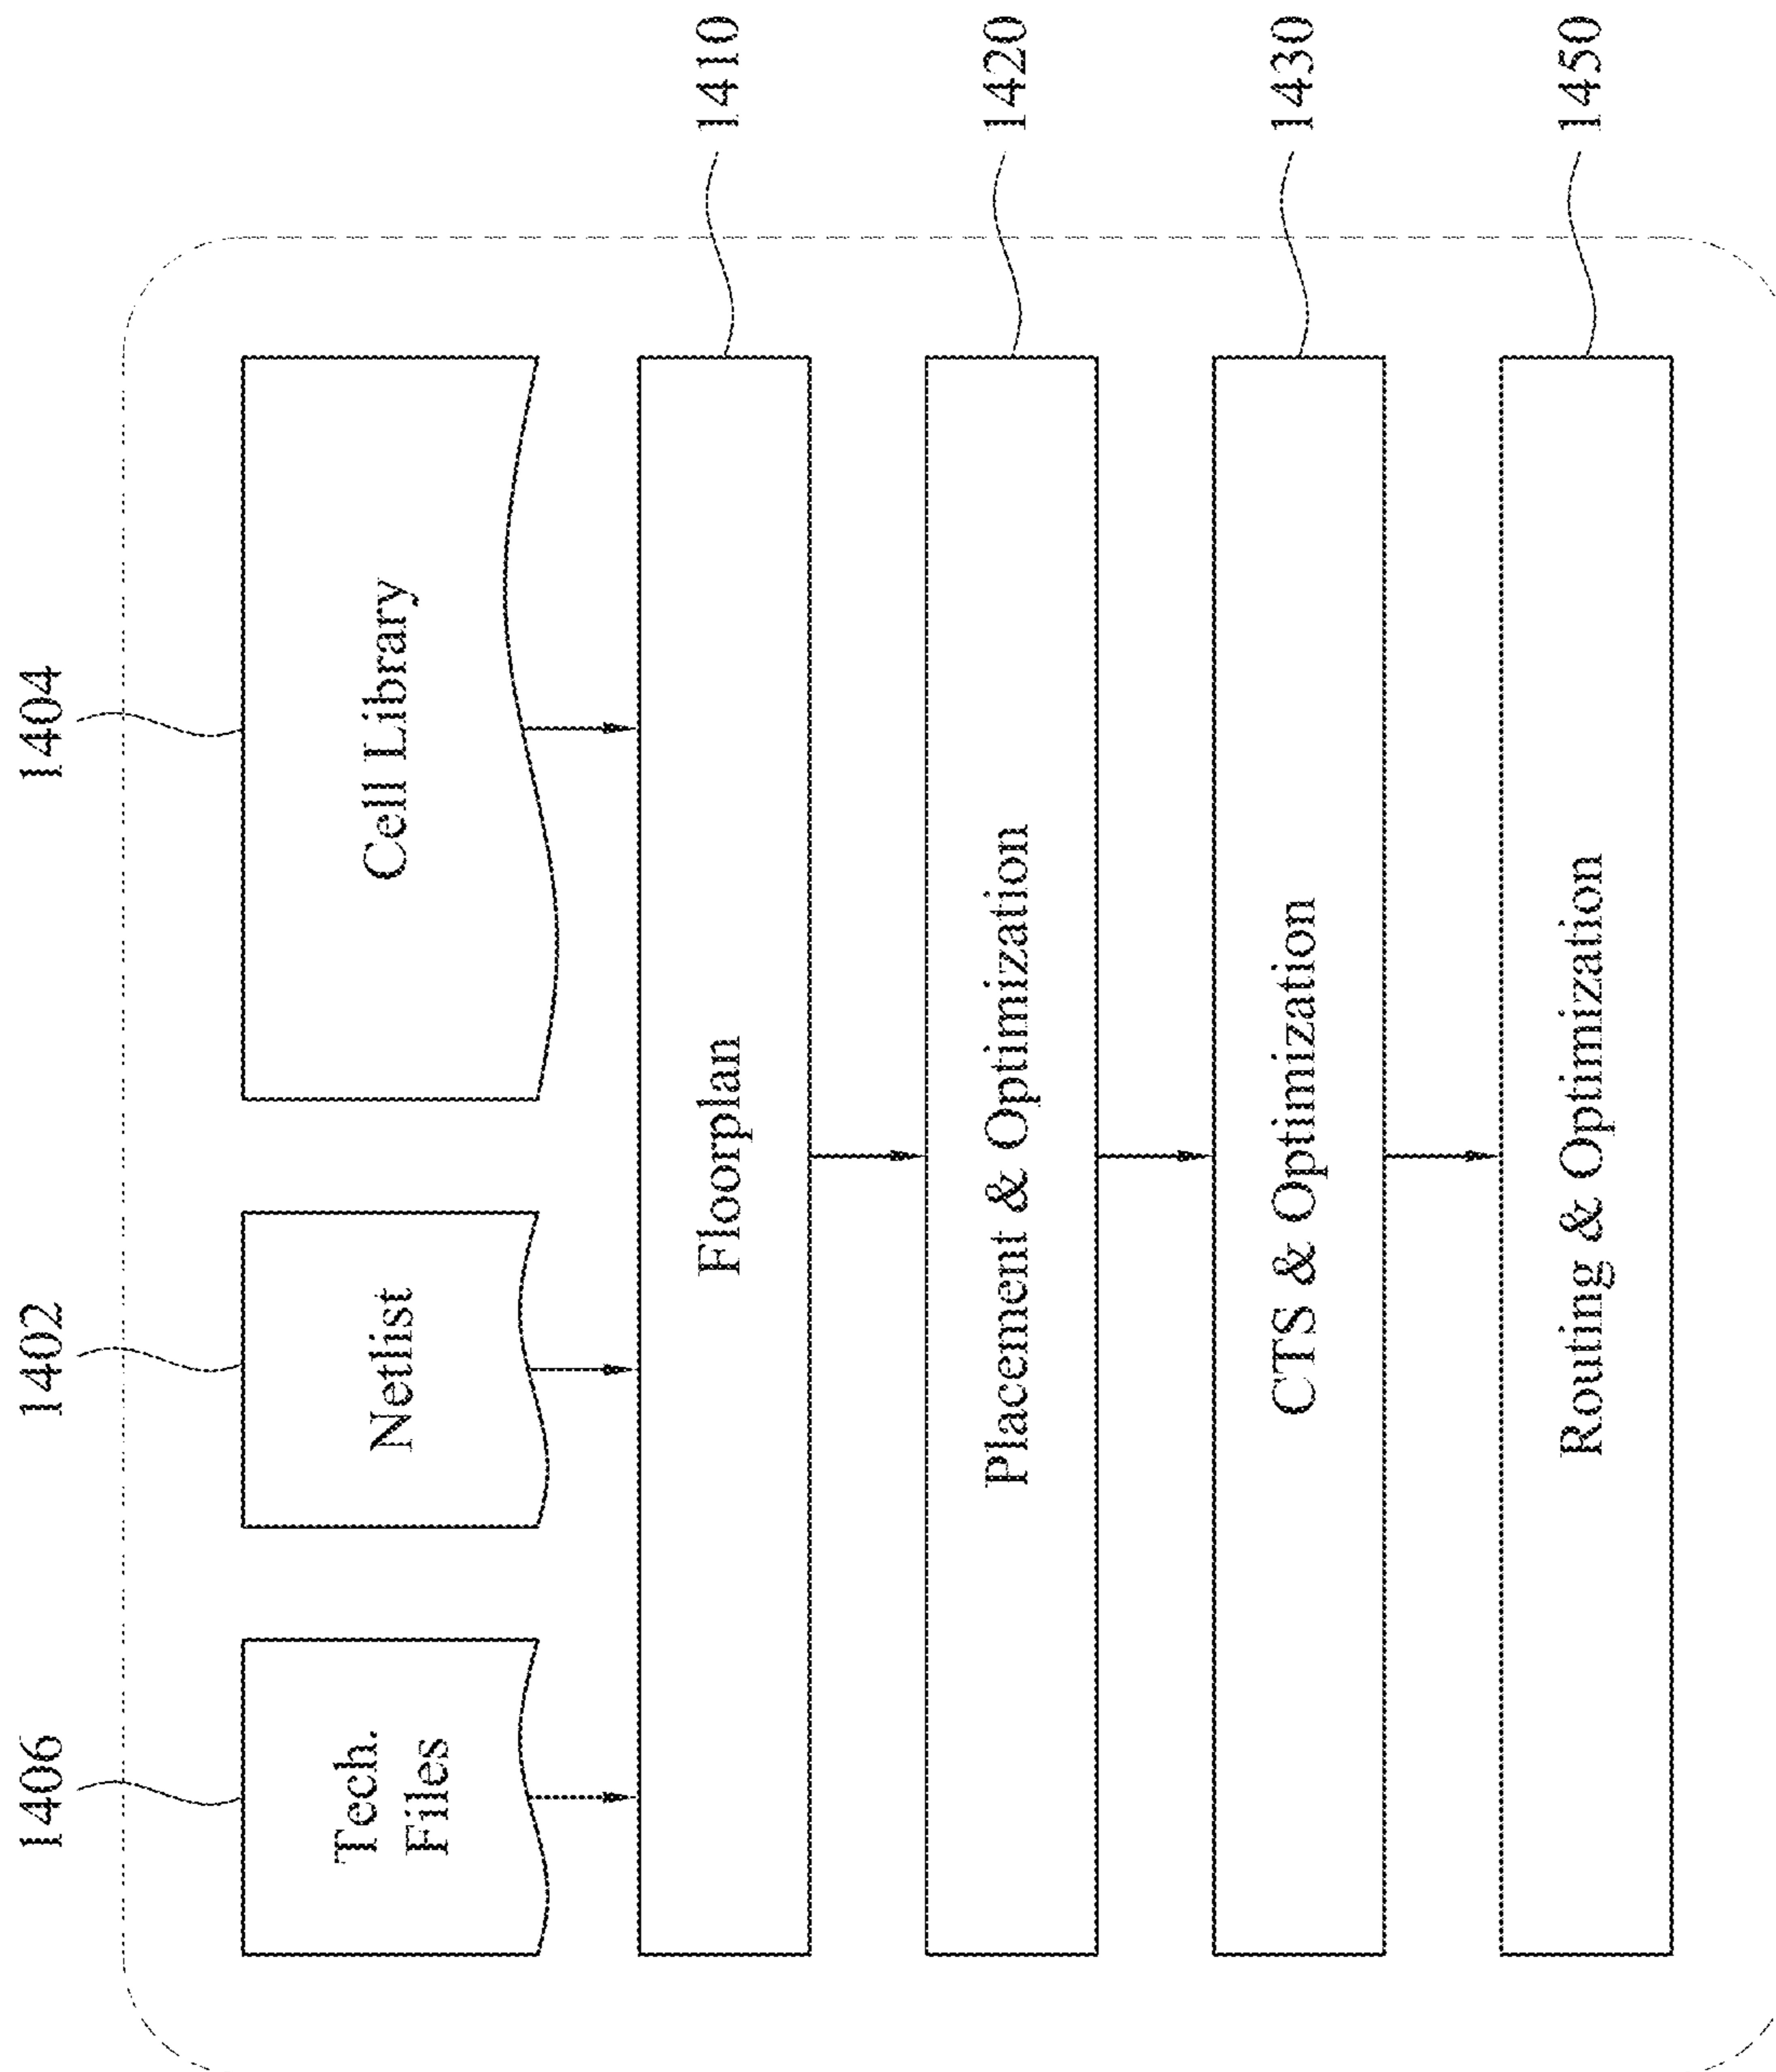 1406
1402
1404
Tech.
Files
Netlist
Cell Library
Floorplan
1410
Placement & Optimization
1420
CTS & Optimization
1430
Routing & Optimization
1450